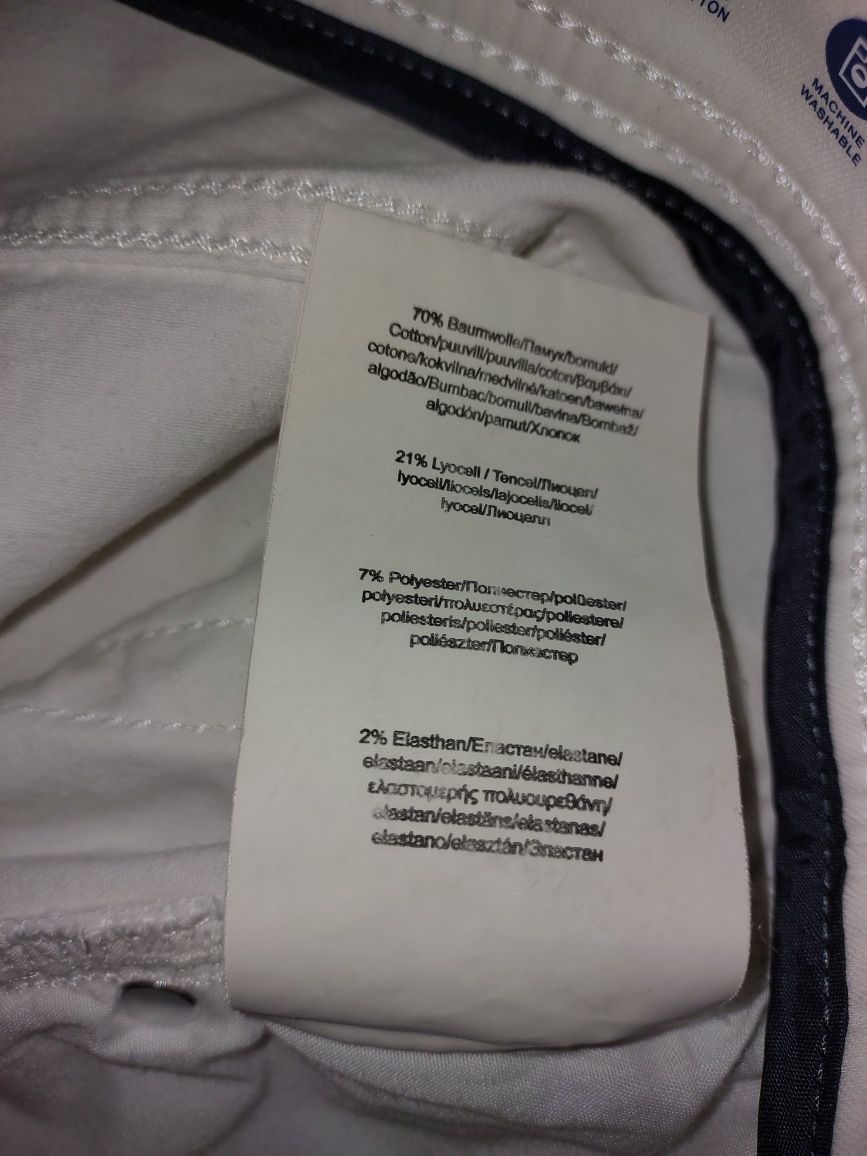 TON
MACHINE
WASHABLE
70% Baumwolle/Памук/bomuld/
Cotton/puuvill/puuvilla/coton/βαμβάκι/
cotone/kokvilna/medvilnė/katoen/bawełna/
algodão/Bumbac/bomull/bavlna/Bombaž/
algodón/pamut/Хлопок
21% Lyocell / Tencel/Лиоцел/
lyocell/liocels/lajocelis/liocel/
lyocel/Лиоцелл
7% Polyester/Полиестер/polüester/
polyesteri/πολυεστέρας/poliestere/
poliesteris/poliester/poliéster/
poliészter/Полиэстер
2% Elasthan/Еластан/elastane/
elastaan/elastaani/élasthanne/
ελαστομερής πολυουρεθάνη/
elastan/elastāns/elastanas/
elastano/elasztán/Эластан